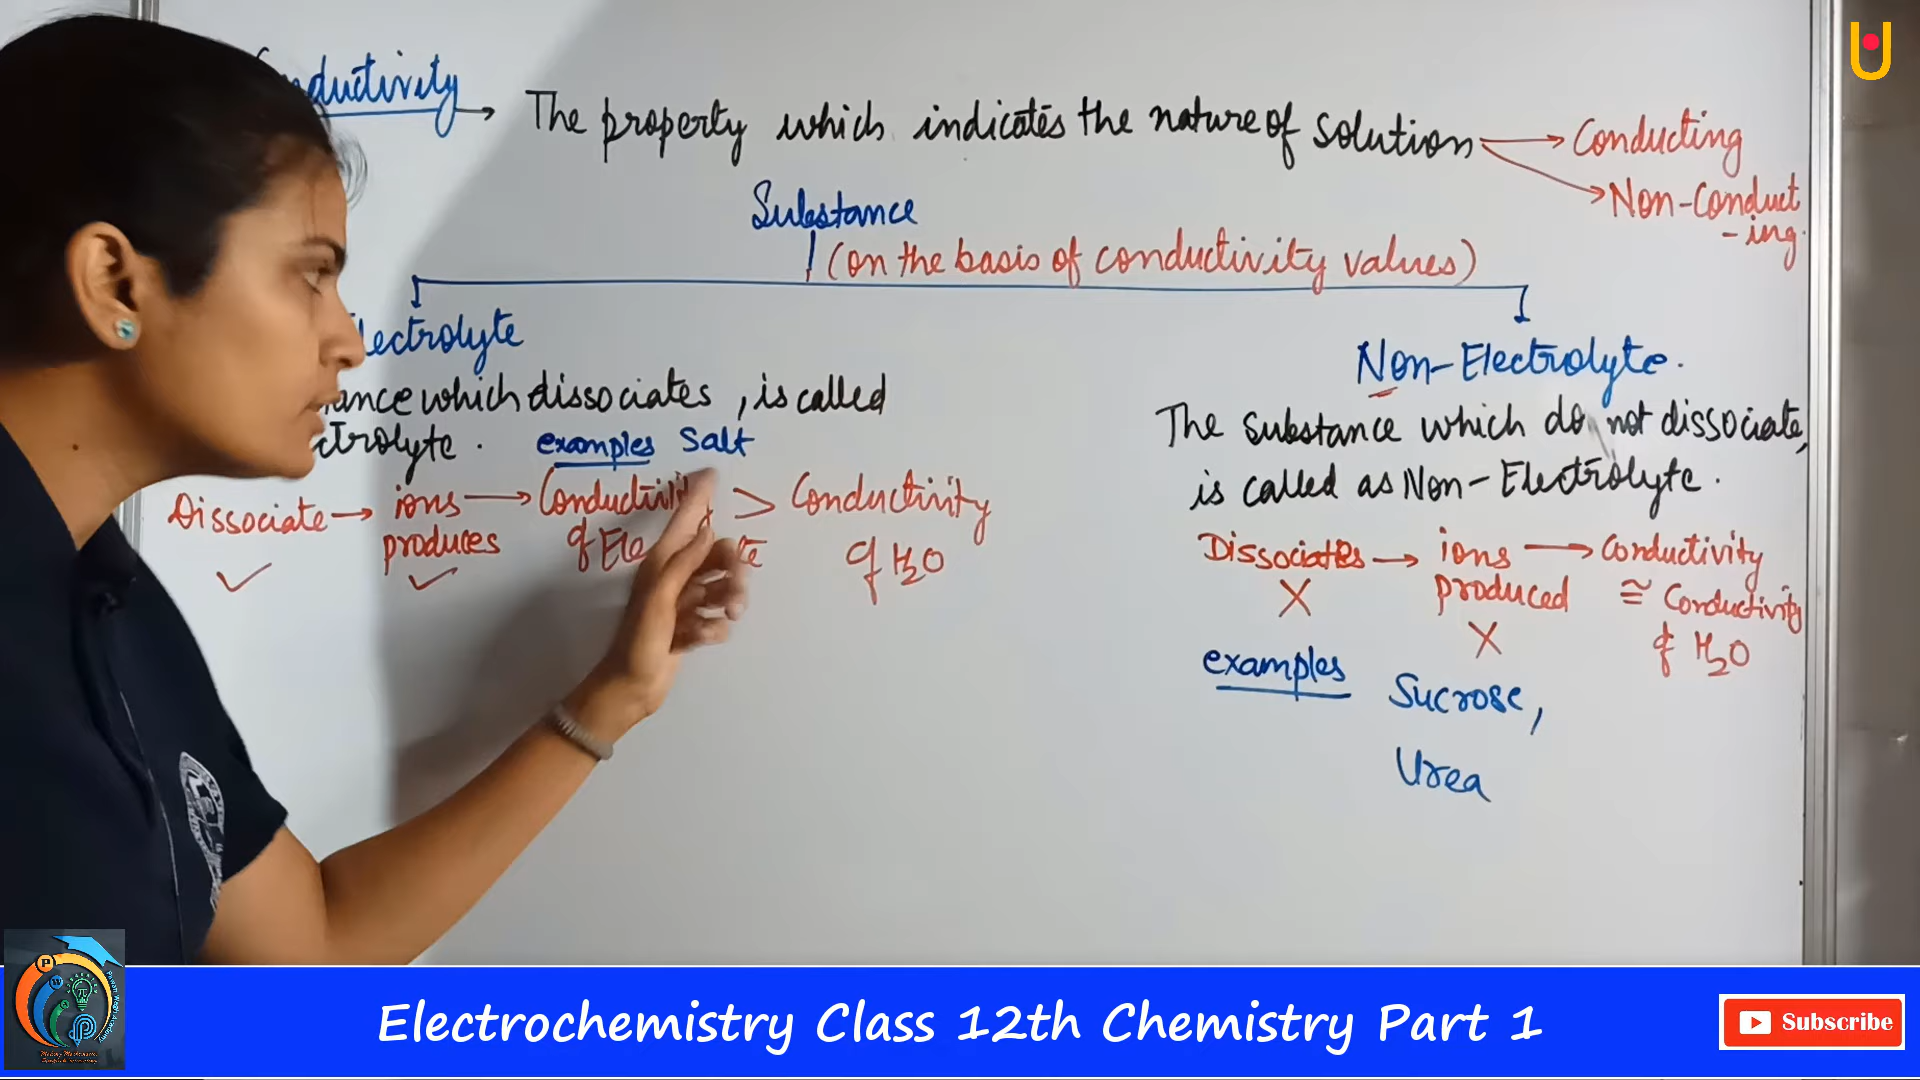 ductivity → The property which indicates the nature of solution → Conducting
→ Non-Conduct
-ing.
Substance
(on the basis of conductivity values)
lectrolyte
Non-Electrolyte.
ance which dissociates, is called
ctrolyte. examples Salt
The substance which do not dissociate,
is called as Non-Electrolyte.
Dissociate → ions → Conductivit > Conductivity
produces of Ele te of H2O
Dissociates → ions → Conductivity
produced ≅ Conductivity
of H2O
examples Sucrose,
Urea
Electrochemistry Class 12th Chemistry Part 1
Subscribe